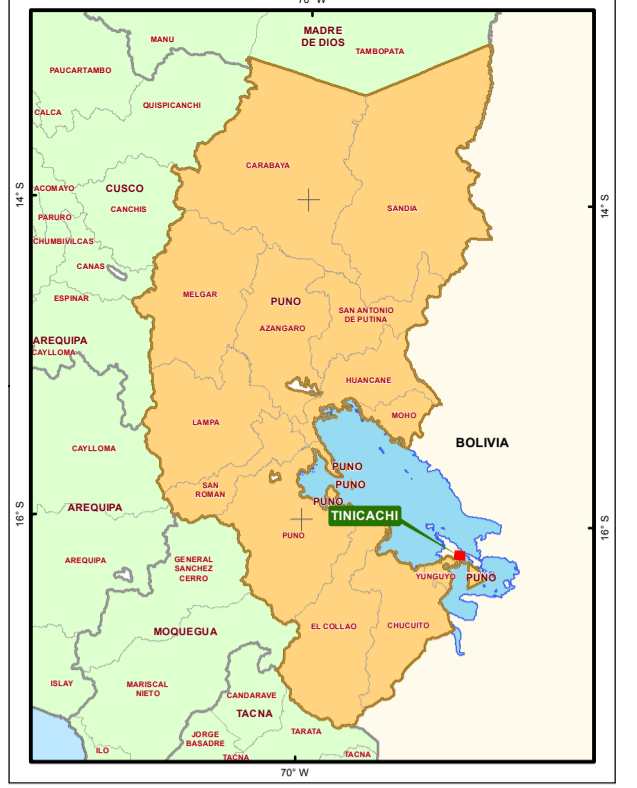 70° W
MADRE
DE DIOS
MANU
TAMBOPATA
PAUCARTAMBO
QUISPICANCHI
CALCA
CARABAYA
ACOMAYO
CUSCO
14° S
14° S
SANDIA
CANCHIS
PARURO
CHUMBIVILCAS
CANAS
MELGAR
ESPINAR
PUNO
SAN ANTONIO
DE PUTINA
AZANGARO
AREQUIPA
CAYLLOMA
HUANCANE
MOHO
LAMPA
BOLIVIA
CAYLLOMA
PUNO
PUNO
SAN
ROMAN
PUNO
AREQUIPA
TINICACHI
16° S
16° S
PUNO
AREQUIPA
GENERAL
SANCHEZ
CERRO
YUNGUYO
PUNO
MOQUEGUA
EL COLLAO
CHUCUITO
ISLAY
MARISCAL
NIETO
CANDARAVE
TACNA
TARATA
JORGE
BASADRE
ILO
TACNA
TACNA
70° W